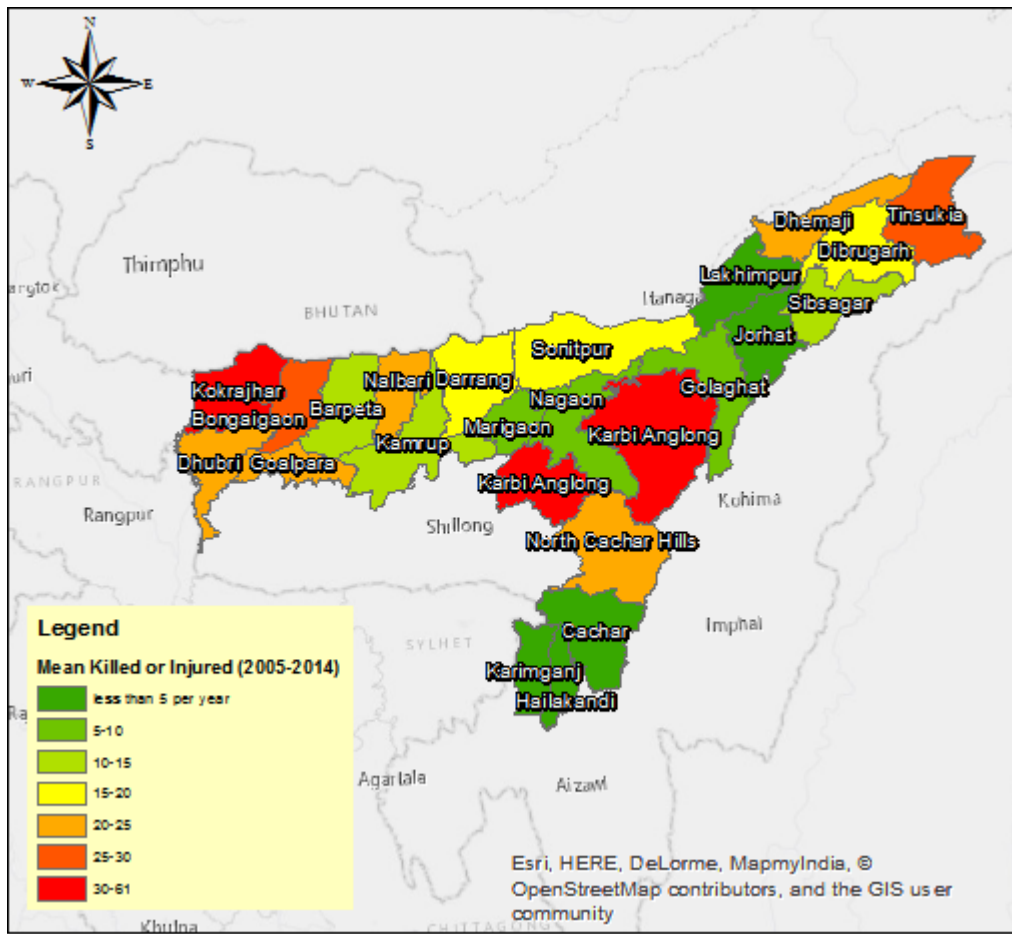 N
W
E
S
Thimphu
BHUTAN
Itanag
Dhemaji
Tinsukia
Dibrugarh
Lakhimpur
Sibsagar
Jorhat
Sonitpur
Kokrajhar
Nalbari
Darrang
Golaghat
Bongaigaon
Barpeta
Nagaon
Marigaon
Karbi Anglong
Kamrup
Dhubri
Goalpara
Karbi Anglong
RANGPUR
Rangpur
Shillong
Kohima
North Cachar Hills
Imphal
Cachar
SYLHET
Karimganj
Hailakandi
Agartala
Aizawl
Legend
Mean Killed or Injured (2005-2014)
less than 5 per year
5-10
10-15
15-20
20-25
25-30
30-61
Esri, HERE, DeLorme, MapmyIndia, ©
OpenStreetMap contributors, and the GIS user
community
Khulna
CHITTAGONG